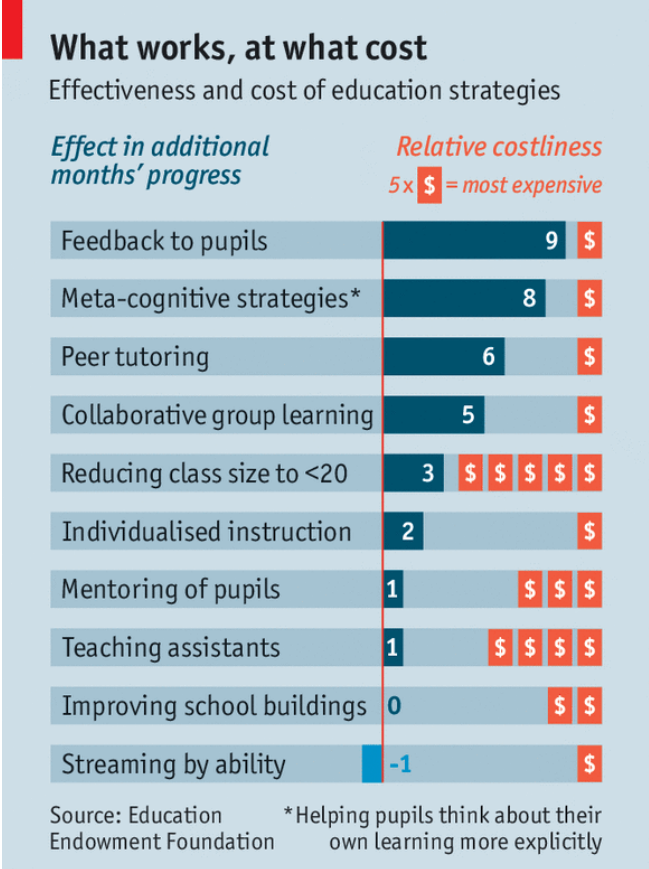 What works, at what cost
Effectiveness and cost of education strategies
Effect in additional
months’ progress
Relative costliness
5x $ = most expensive
Feedback to pupils 9 $
Meta-cognitive strategies* 8 $
Peer tutoring 6 $
Collaborative group learning 5 $
Reducing class size to <20 3 $ $ $ $ $
Individualised instruction 2 $
Mentoring of pupils 1 $ $ $
Teaching assistants 1 $ $ $ $
Improving school buildings 0 $ $
Streaming by ability -1 $
Source: Education
Endowment Foundation
*Helping pupils think about their
own learning more explicitly